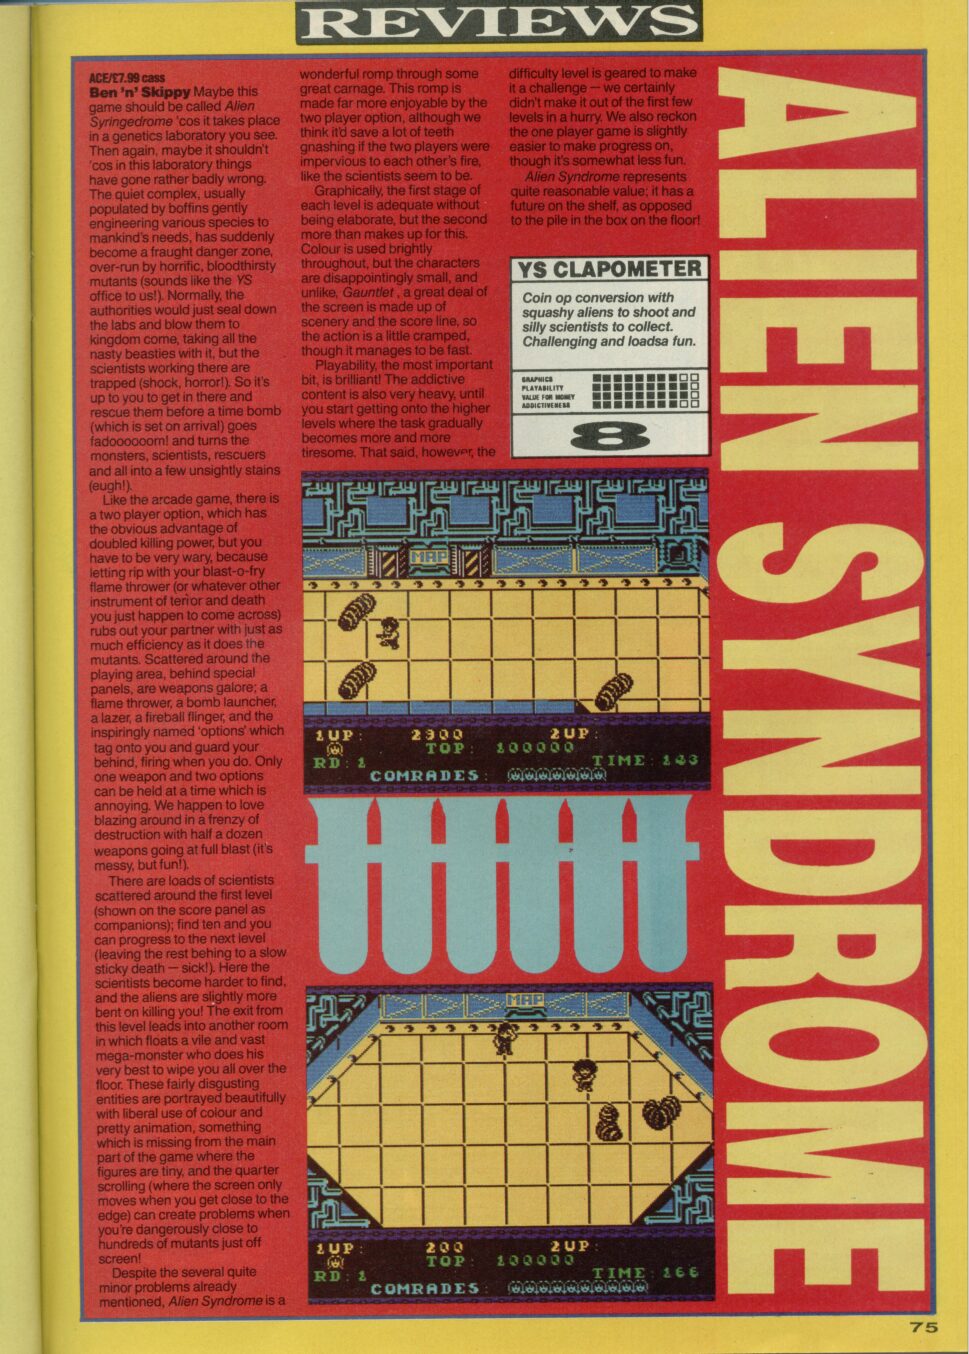 REVIEWS
ACE/£7.99 cass
Ben 'n' Skippy Maybe this
game should be called Alien
Syringedrome 'cos it takes place
in a genetics laboratory you see.
Then again, maybe it shouldn't
'cos in this laboratory things
have gone rather badly wrong.
The quiet complex, usually
populated by boffins gently
engineering various species to
mankind's needs, has suddenly
become a fraught danger zone,
over-run by horrific, bloodthirsty
mutants (sounds like the YS
office to us!). Normally, the
authorities would just seal down
the labs and blow them to
kingdom come, taking all the
nasty beasties with it, but the
scientists working there are
trapped (shock, horror!). So it's
up to you to get in there and
rescue them before a time bomb
(which is set on arrival) goes
fadoooooom! and turns the
monsters, scientists, rescuers
and all into a few unsightly stains
(eugh!).
Like the arcade game, there is
a two player option, which has
the obvious advantage of
doubled killing power, but you
have to be very wary, because
letting rip with your blast-o-fry
flame thrower (or whatever other
instrument of terior and death
you just happen to come across)
rubs out your partner with just as
much efficiency as it does the
mutants. Scattered around the
playing area, behind special
panels, are weapons galore; a
flame thrower, a bomb launcher,
a lazer, a fireball flinger, and the
inspiringly named 'options' which
tag onto you and guard your
behind, firing when you do. Only
one weapon and two options
can be held at a time which is
annoying. We happen to love
blazing around in a frenzy of
destruction with half a dozen
weapons going at full blast (it's
messy, but fun!).
There are loads of scientists
scattered around the first level
(shown on the score panel as
companions); find ten and you
can progress to the next level
(leaving the rest behing to a slow
sticky death — sick!). Here the
scientists become harder to find,
and the aliens are slightly more
bent on killing you! The exit from
this level leads into another room
in which floats a vile and vast
mega-monster who does his
very best to wipe you all over the
floor. These fairly disgusting
entities are portrayed beautifully
with liberal use of colour and
pretty animation, something
which is missing from the main
part of the game where the
figures are tiny, and the quarter
scrolling (where the screen only
moves when you get close to the
edge) can create problems when
you're dangerously close to
hundreds of mutants just off
screen!
Despite the several quite
minor problems already
mentioned, Alien Syndrome is a
wonderful romp through some
great carnage. This romp is
made far more enjoyable by the
two player option, although we
think it'd save a lot of teeth
gnashing if the two players were
impervious to each other's fire,
like the scientists seem to be.
Graphically, the first stage of
each level is adequate without
being elaborate, but the second
more than makes up for this.
Colour is used brightly
throughout, but the characters
are disappointingly small, and
unlike, Gauntlet , a great deal of
the screen is made up of
scenery and the score line, so
the action is a little cramped,
though it manages to be fast.
Playability, the most important
bit, is brilliant! The addictive
content is also very heavy, until
you start getting onto the higher
levels where the task gradually
becomes more and more
tiresome. That said, however, the
difficulty level is geared to make
it a challenge — we certainly
didn't make it out of the first few
levels in a hurry. We also reckon
the one player game is slightly
easier to make progress on,
though it's somewhat less fun.
Alien Syndrome represents
quite reasonable value; it has a
future on the shelf, as opposed
to the pile in the box on the floor!
YS CLAPOMETER
Coin op conversion with
squashy aliens to shoot and
silly scientists to collect.
Challenging and loadsa fun.
GRAPHICS
PLAYABILITY
VALUE FOR MONEY
ADDICTIVENESS
8
MAP
1UP: 2300 2UP:
TOP: 100000
RD: 1 TIME: 143
COMRADES:
MAP
1UP: 200 2UP:
TOP: 100000
RD: 1 TIME: 166
COMRADES:
ALIEN SYNDROME
75